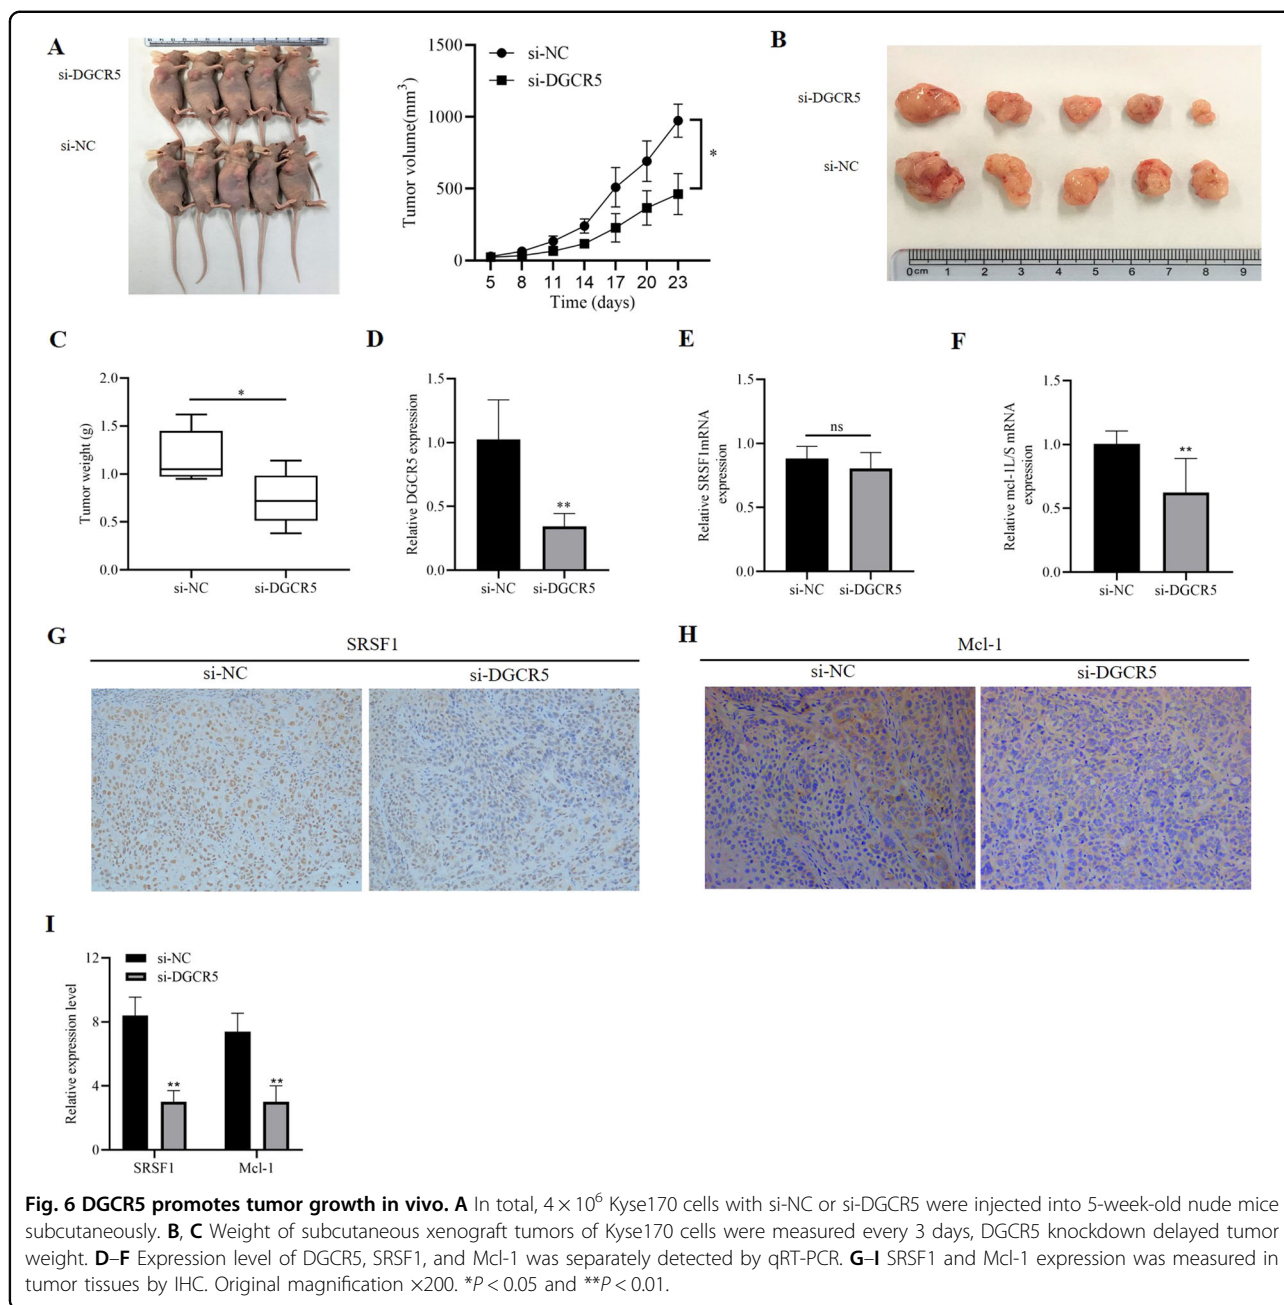 A
si-DGCR5
si-NC
1500
1000
500
0
Tumor volume(mm³)
si-NC
si-DGCR5
*
5 8 11 14 17 20 23
Time (days)
B
si-DGCR5
si-NC
0cm 1 2 3 4 5 6 7 8 9
C
2.0
1.5
1.0
0.5
0.0
Tumor weight (g)
*
si-NC si-DGCR5
D
1.5
1.0
0.5
0.0
Relative DGCR5 expression
**
si-NC si-DGCR5
E
1.5
1.0
0.5
0.0
Relative SRSF1mRNA
expression
ns
si-NC si-DGCR5
F
1.5
1.0
0.5
0.0
Relative mcl-1L/S mRNA
expression
**
si-NC si-DGCR5
G
SRSF1
si-NC si-DGCR5
H
Mcl-1
si-NC si-DGCR5
I
12
8
4
0
Relative expression level
si-NC
si-DGCR5
** **
SRSF1 Mcl-1
Fig. 6 DGCR5 promotes tumor growth in vivo. A In total, 4 × 10⁶ Kyse170 cells with si-NC or si-DGCR5 were injected into 5-week-old nude mice
subcutaneously. B, C Weight of subcutaneous xenograft tumors of Kyse170 cells were measured every 3 days, DGCR5 knockdown delayed tumor
weight. D–F Expression level of DGCR5, SRSF1, and Mcl-1 was separately detected by qRT-PCR. G–I SRSF1 and Mcl-1 expression was measured in
tumor tissues by IHC. Original magnification ×200. *P < 0.05 and **P < 0.01.